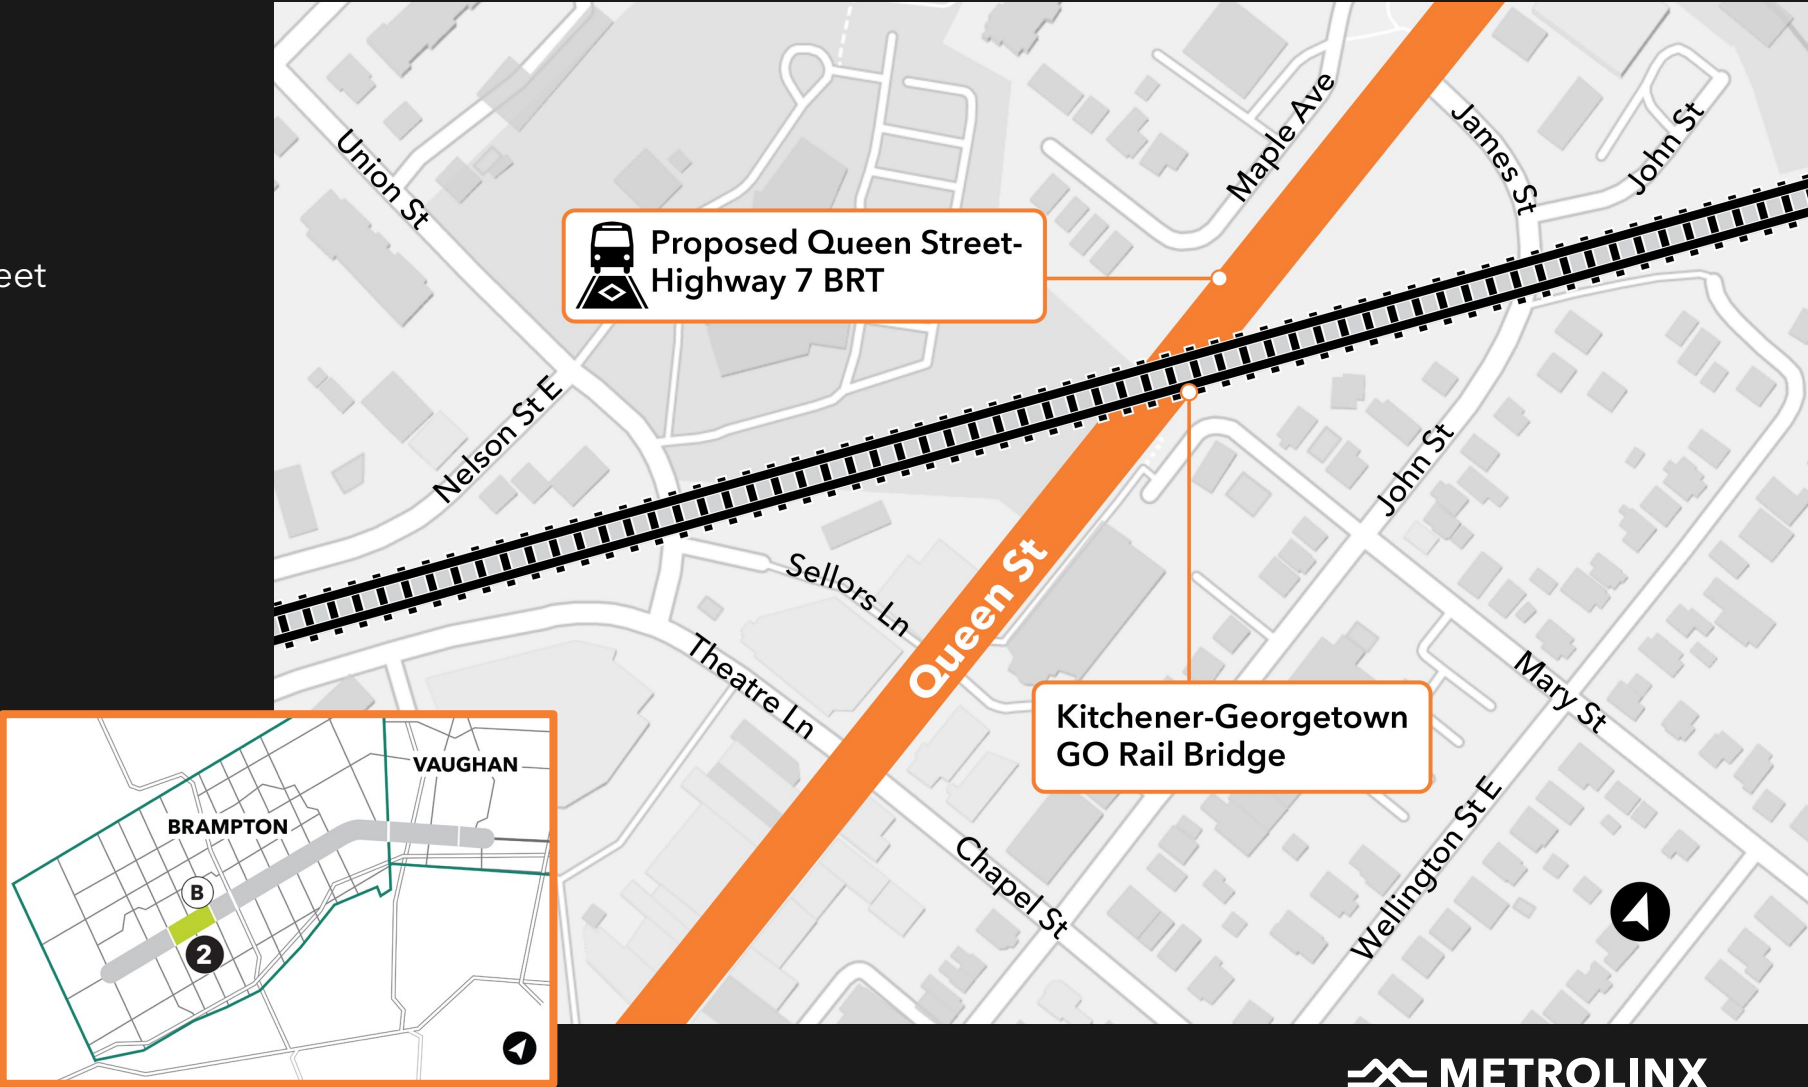 Union St
Maple Ave
James St
John St
eet
Proposed Queen Street-
Highway 7 BRT
Nelson St E
John St
Sellors Ln
Queen St
Theatre Ln
Mary St
Kitchener-Georgetown
GO Rail Bridge
Chapel St
Wellington St E
VAUGHAN
BRAMPTON
B
2
METROLINX